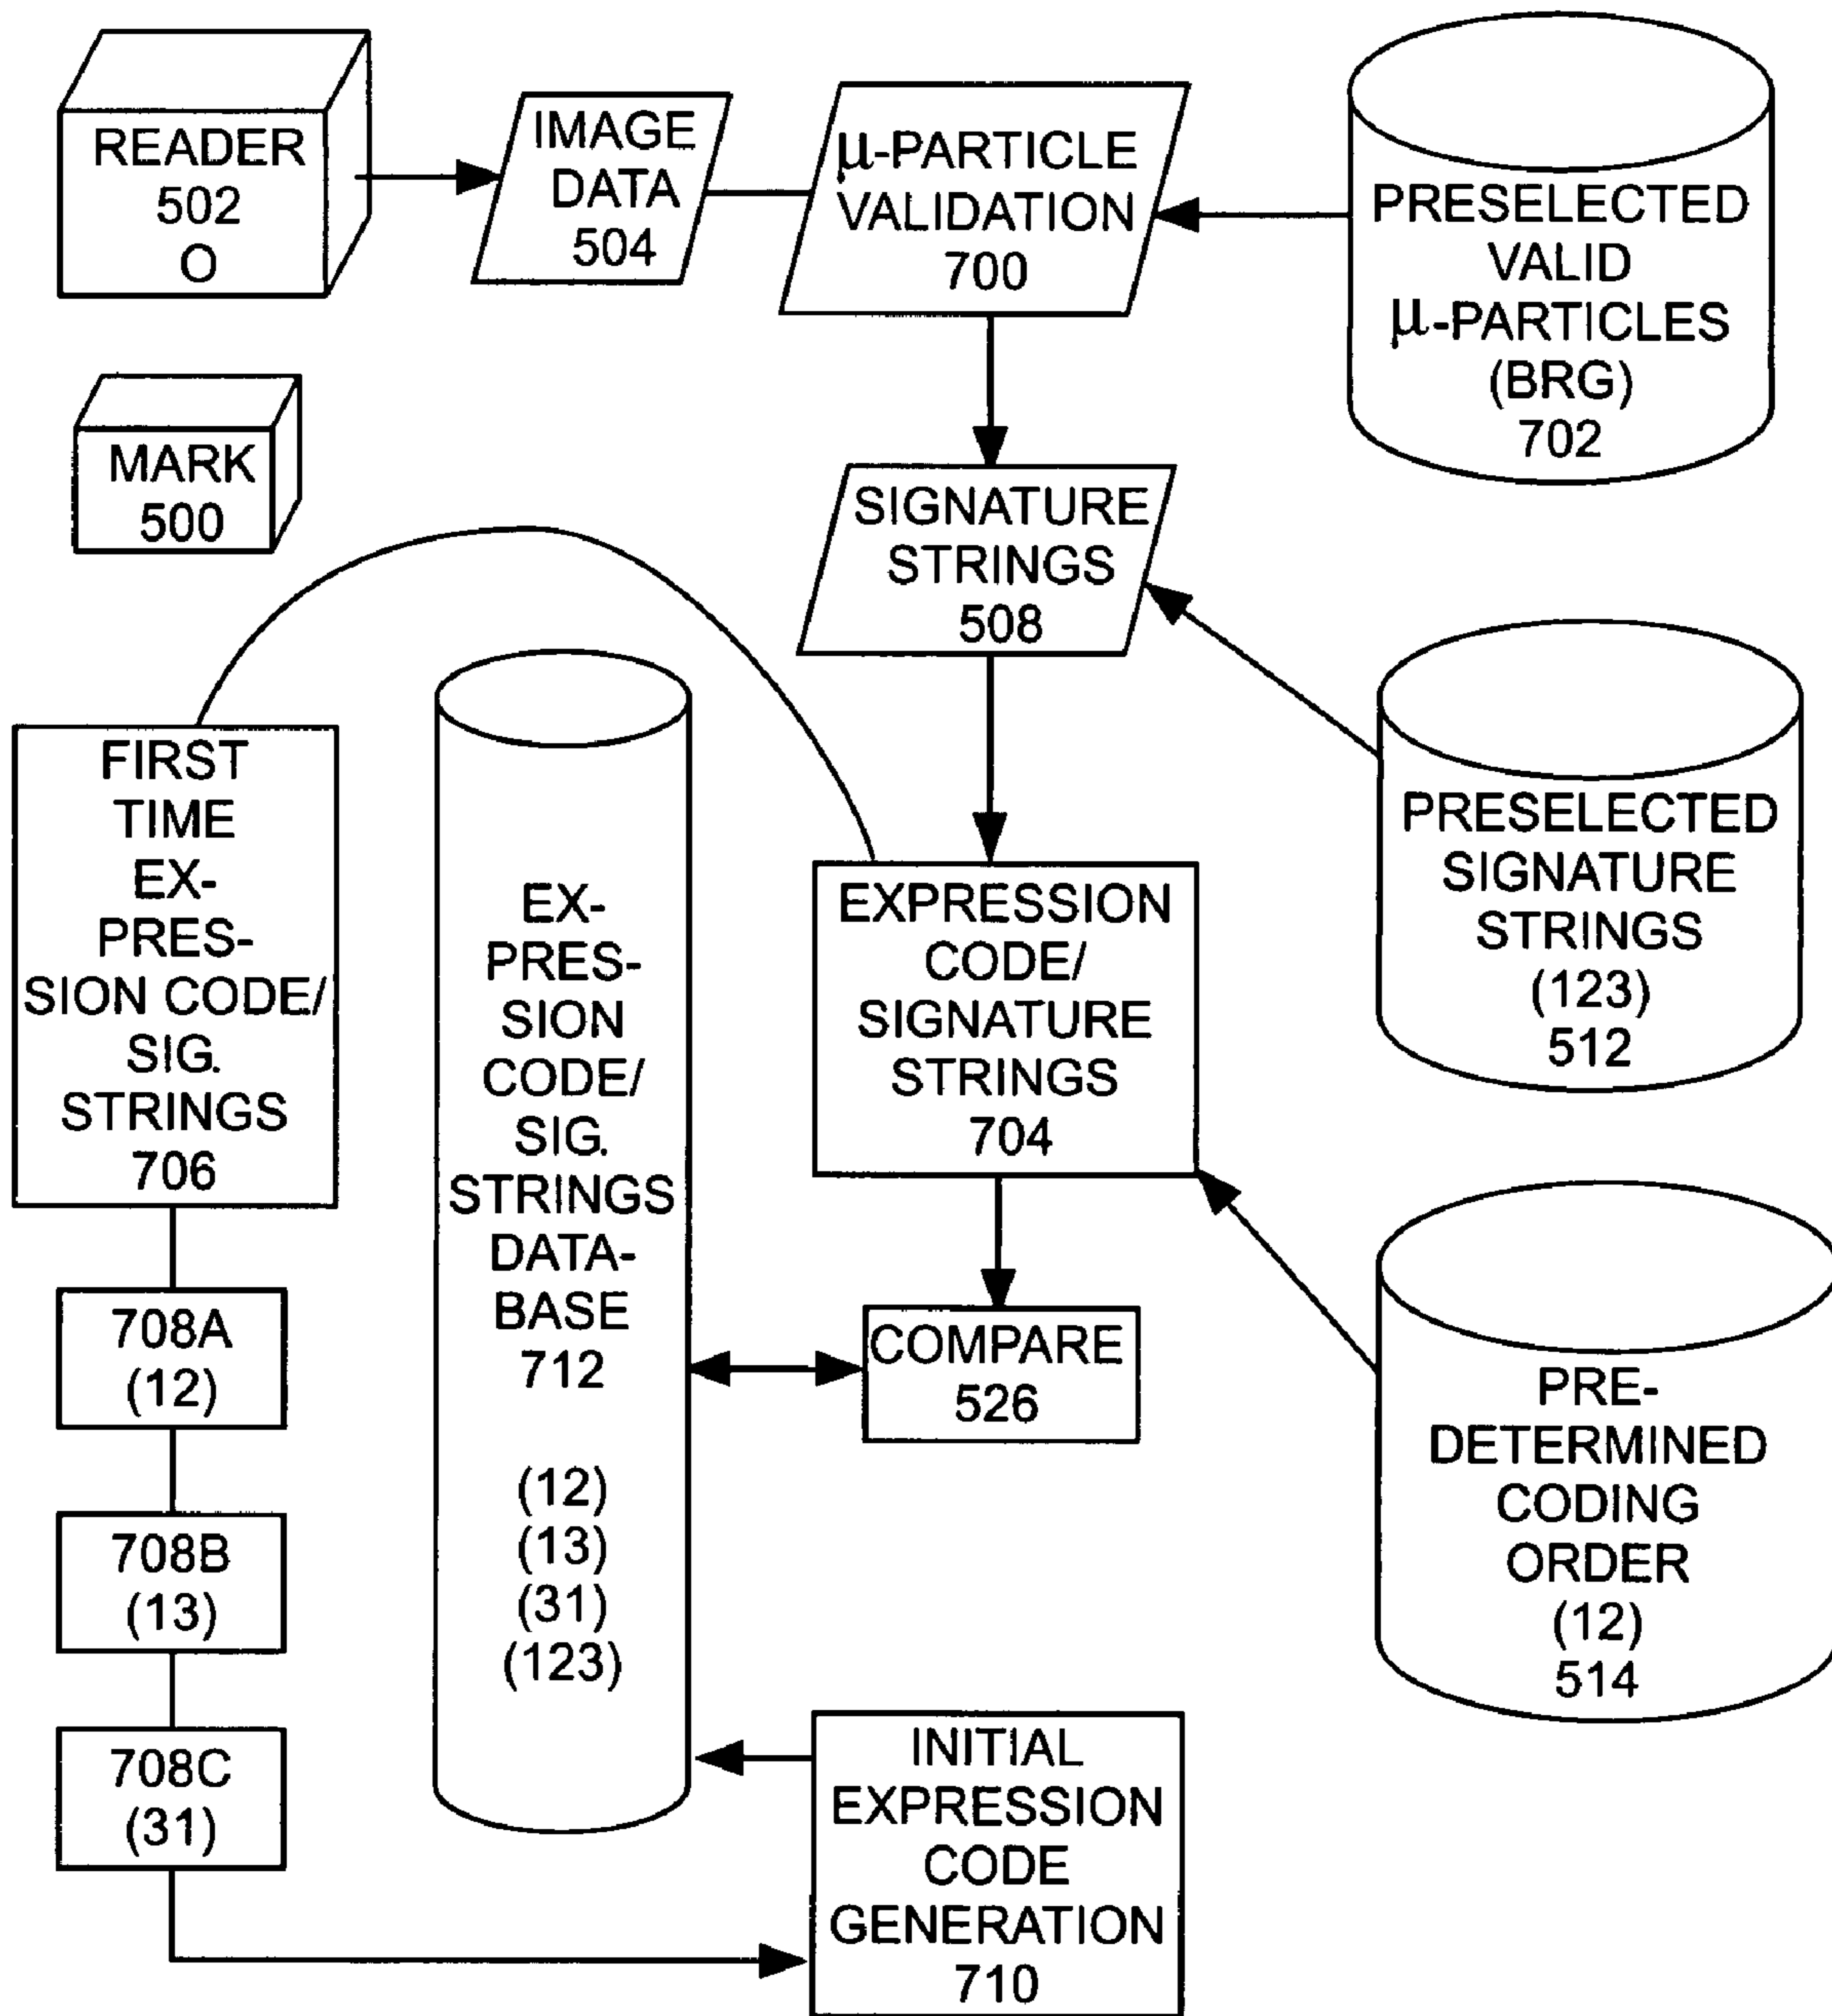 READER
502
O
IMAGE
DATA
504
µ-PARTICLE
VALIDATION
700
PRESELECTED
VALID
µ-PARTICLES
(BRG)
702
MARK
500
SIGNATURE
STRINGS
508
PRESELECTED
SIGNATURE
STRINGS
(123)
512
FIRST
TIME
EX-
PRES-
SION CODE/
SIG.
STRINGS
706
EX-
PRES-
SION
CODE/
SIG.
STRINGS
DATA-
BASE
712
(12)
(13)
(31)
(123)
EXPRESSION
CODE/
SIGNATURE
STRINGS
704
PRE-
DETERMINED
CODING
ORDER
(12)
514
COMPARE
526
708A
(12)
708B
(13)
708C
(31)
INITIAL
EXPRESSION
CODE
GENERATION
710